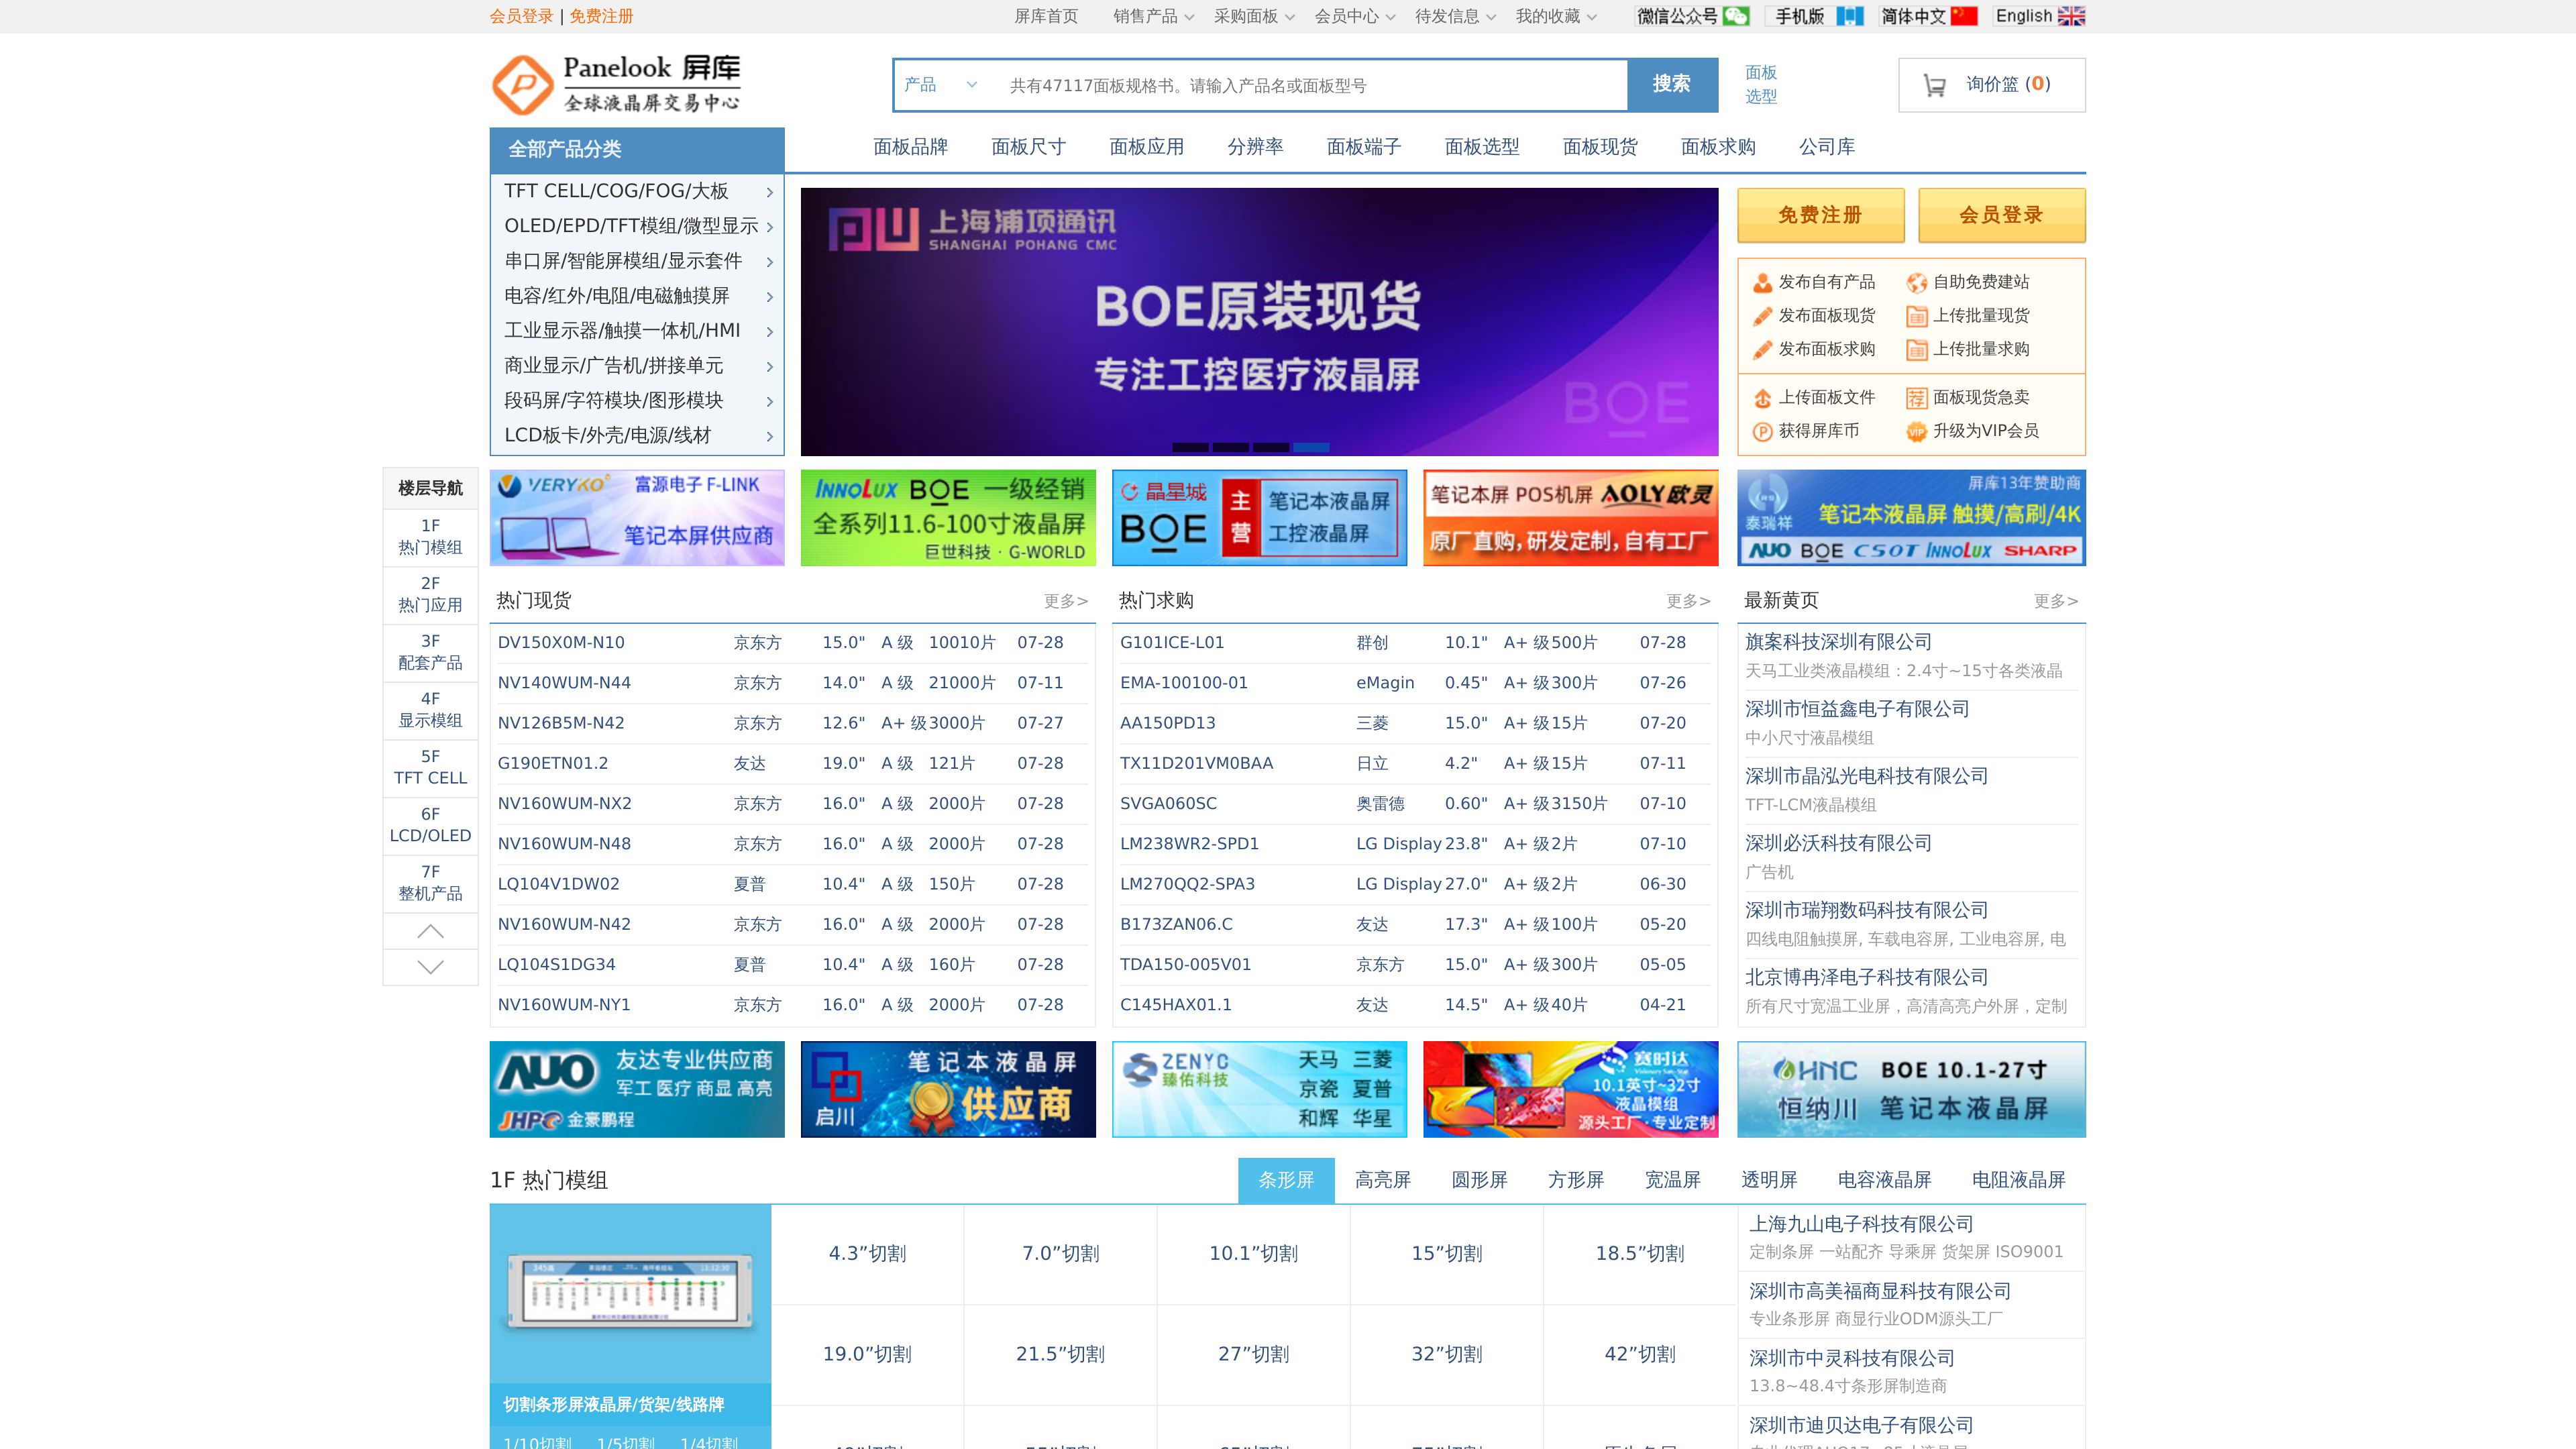 会员登录 | 免费注册
屏库首页 销售产品 采购面板 会员中心 待发信息 我的收藏 微信公众号 手机版 简体中文 English
Panelook 屏库
全球液晶屏交易中心
产品 共有47117面板规格书。请输入产品名或面板型号 搜索
面板
选型
询价篮 (0)
全部产品分类
面板品牌 面板尺寸 面板应用 分辨率 面板端子 面板选型 面板现货 面板求购 公司库
TFT CELL/COG/FOG/大板
OLED/EPD/TFT模组/微型显示
串口屏/智能屏模组/显示套件
电容/红外/电阻/电磁触摸屏
工业显示器/触摸一体机/HMI
商业显示/广告机/拼接单元
段码屏/字符模块/图形模块
LCD板卡/外壳/电源/线材
上海浦项通讯
SHANGHAI POHANG CMC
BOE原装现货
专注工控医疗液晶屏
BOE
免费注册 会员登录
发布自有产品 自助免费建站
发布面板现货 上传批量现货
发布面板求购 上传批量求购
上传面板文件 荐 面板现货急卖
获得屏库币 VIP 升级为VIP会员
楼层导航
1F
热门模组
2F
热门应用
3F
配套产品
4F
显示模组
5F
TFT CELL
6F
LCD/OLED
7F
整机产品
VERYKO 富源电子 F-LINK
笔记本屏供应商
INNOLUX BOE 一级经销
全系列11.6-100寸液晶屏
巨世科技 · G-WORLD
晶星城
BOE
主营
笔记本液晶屏
工控液晶屏
笔记本屏 POS机屏 AOLY欧灵
原厂直购,研发定制,自有工厂
屏库13年赞助商
泰瑞祥 笔记本液晶屏 触摸/高刷/4K
AUO BOE CSOT INNOLUX SHARP
热门现货 更多>
DV150X0M-N10 京东方 15.0" A 级 10010片 07-28
NV140WUM-N44 京东方 14.0" A 级 21000片 07-11
NV126B5M-N42 京东方 12.6" A+ 级 3000片 07-27
G190ETN01.2 友达 19.0" A 级 121片 07-28
NV160WUM-NX2 京东方 16.0" A 级 2000片 07-28
NV160WUM-N48 京东方 16.0" A 级 2000片 07-28
LQ104V1DW02 夏普 10.4" A 级 150片 07-28
NV160WUM-N42 京东方 16.0" A 级 2000片 07-28
LQ104S1DG34 夏普 10.4" A 级 160片 07-28
NV160WUM-NY1 京东方 16.0" A 级 2000片 07-28
热门求购 更多>
G101ICE-L01 群创 10.1" A+ 级 500片 07-28
EMA-100100-01 eMagin 0.45" A+ 级 300片 07-26
AA150PD13 三菱 15.0" A+ 级 15片 07-20
TX11D201VM0BAA 日立 4.2" A+ 级 15片 07-11
SVGA060SC 奥雷德 0.60" A+ 级 3150片 07-10
LM238WR2-SPD1 LG Display 23.8" A+ 级 2片 07-10
LM270QQ2-SPA3 LG Display 27.0" A+ 级 2片 06-30
B173ZAN06.C 友达 17.3" A+ 级 100片 05-20
TDA150-005V01 京东方 15.0" A+ 级 300片 05-05
C145HAX01.1 友达 14.5" A+ 级 40片 04-21
最新黄页 更多>
旗案科技深圳有限公司
天马工业类液晶模组：2.4寸~15寸各类液晶
深圳市恒益鑫电子有限公司
中小尺寸液晶模组
深圳市晶泓光电科技有限公司
TFT-LCM液晶模组
深圳必沃科技有限公司
广告机
深圳市瑞翔数码科技有限公司
四线电阻触摸屏, 车载电容屏, 工业电容屏, 电
北京博冉泽电子科技有限公司
所有尺寸宽温工业屏，高清高亮户外屏，定制
AUO 友达专业供应商
军工 医疗 商显 高亮
JHPC 金豪鹏程
启川 笔记本液晶屏
供应商
ZENYC
臻佑科技
天马 三菱
京瓷 夏普
和辉 华星
赛时达
10.1英寸~32寸
液晶模组
源头工厂·专业定制
HNC BOE 10.1-27寸
恒纳川 笔记本液晶屏
1F 热门模组
条形屏 高亮屏 圆形屏 方形屏 宽温屏 透明屏 电容液晶屏 电阻液晶屏
切割条形屏液晶屏/货架/线路牌
1/10切割 1/5切割 1/4切割
4.3”切割 7.0”切割 10.1”切割 15”切割 18.5”切割
19.0”切割 21.5”切割 27”切割 32”切割 42”切割
上海九山电子科技有限公司
定制条屏 一站配齐 导乘屏 货架屏 ISO9001
深圳市高美福商显科技有限公司
专业条形屏 商显行业ODM源头工厂
深圳市中灵科技有限公司
13.8~48.4寸条形屏制造商
深圳市迪贝达电子有限公司